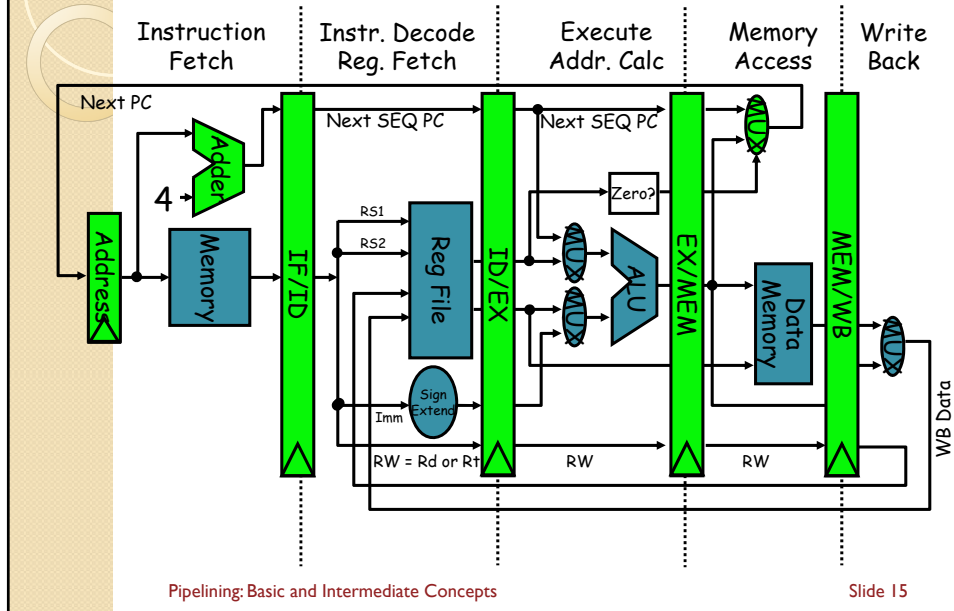 Instruction
Fetch
Instr. Decode
Reg. Fetch
Execute
Addr. Calc
Memory
Access
Write
Back
Next PC
Next SEQ PC
Next SEQ PC
MUX
Adder
4
Zero?
RS1
RS2
Address
Memory
IF/ID
Reg File
ID/EX
MUX
MUX
ALU
EX/MEM
Data
Memory
MEM/WB
MUX
Sign
Extend
Imm
WB Data
RW = Rd or Rt
RW
RW
Pipelining: Basic and Intermediate Concepts
Slide 15